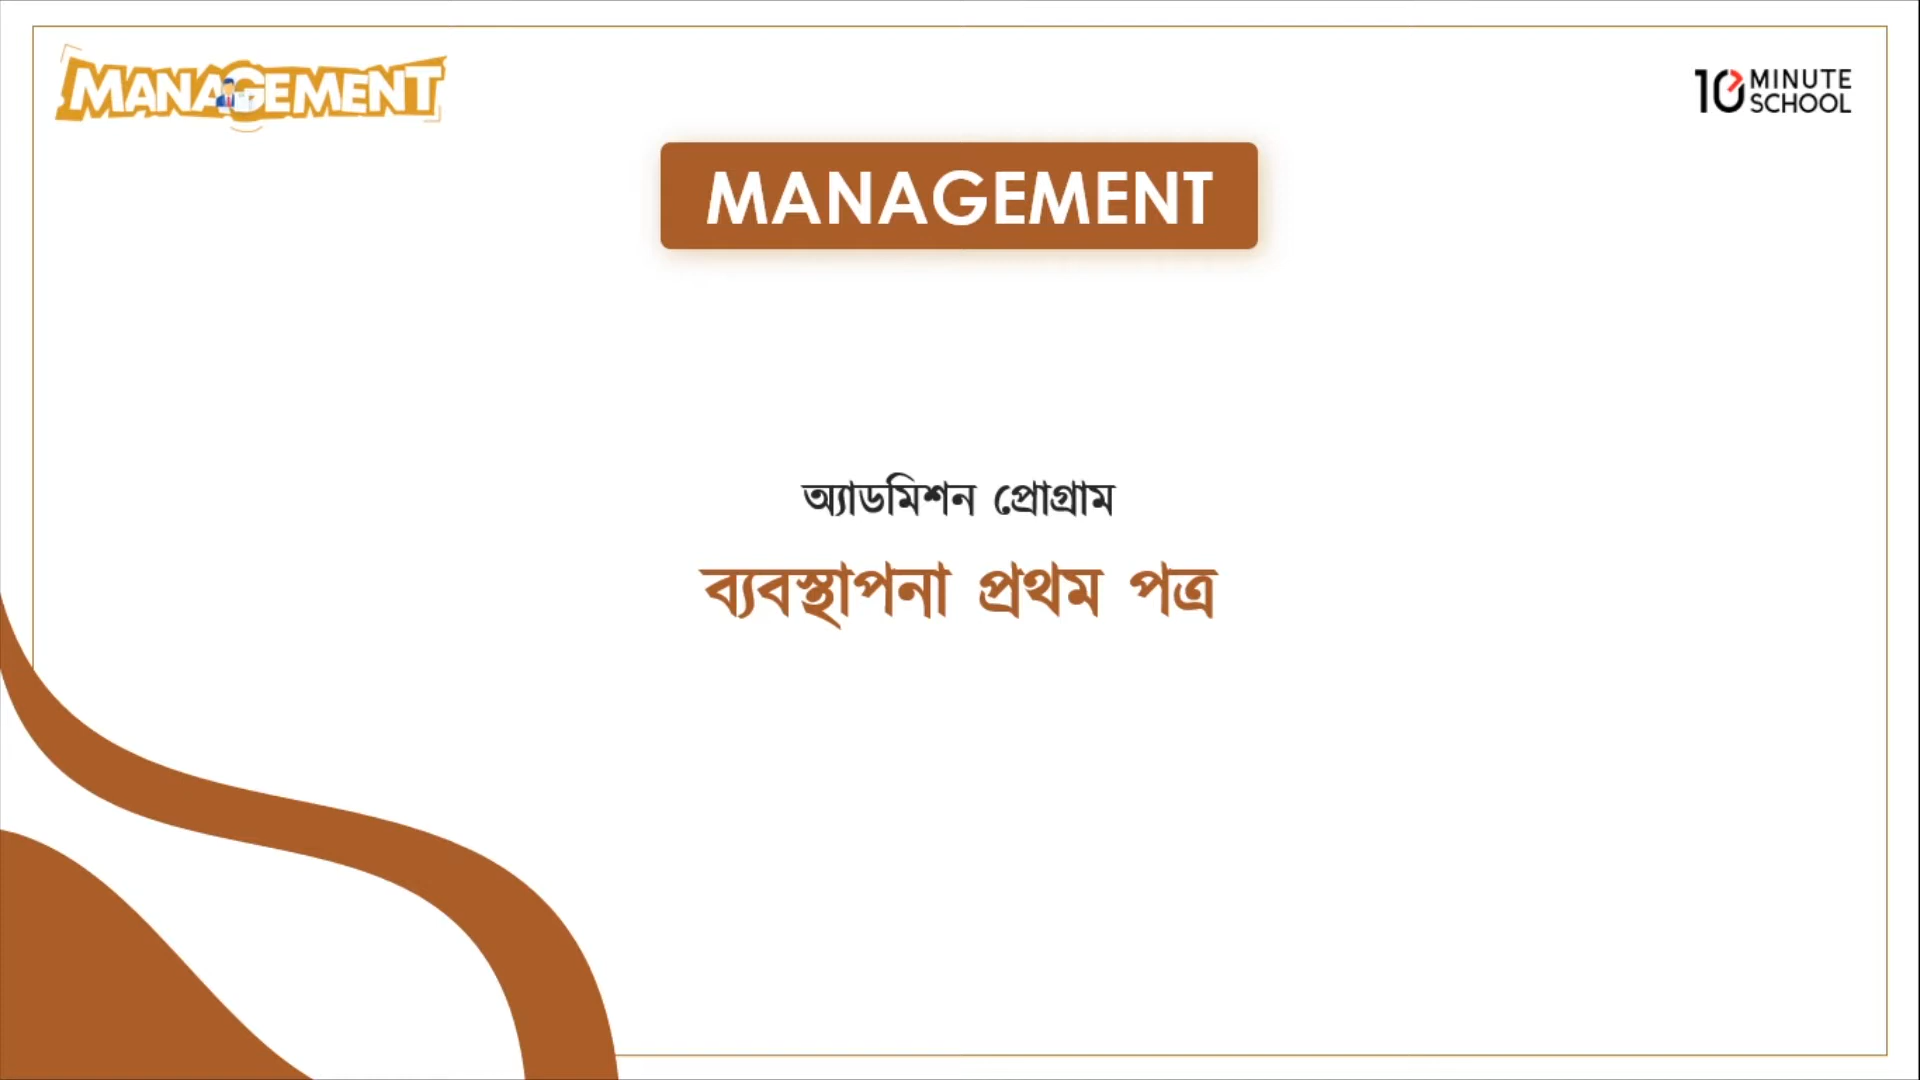 MANAGEMENT
10 MINUTE
SCHOOL
MANAGEMENT
অ্যাডমিশন প্রোগ্রাম
ব্যবস্থাপনা প্রথম পত্র